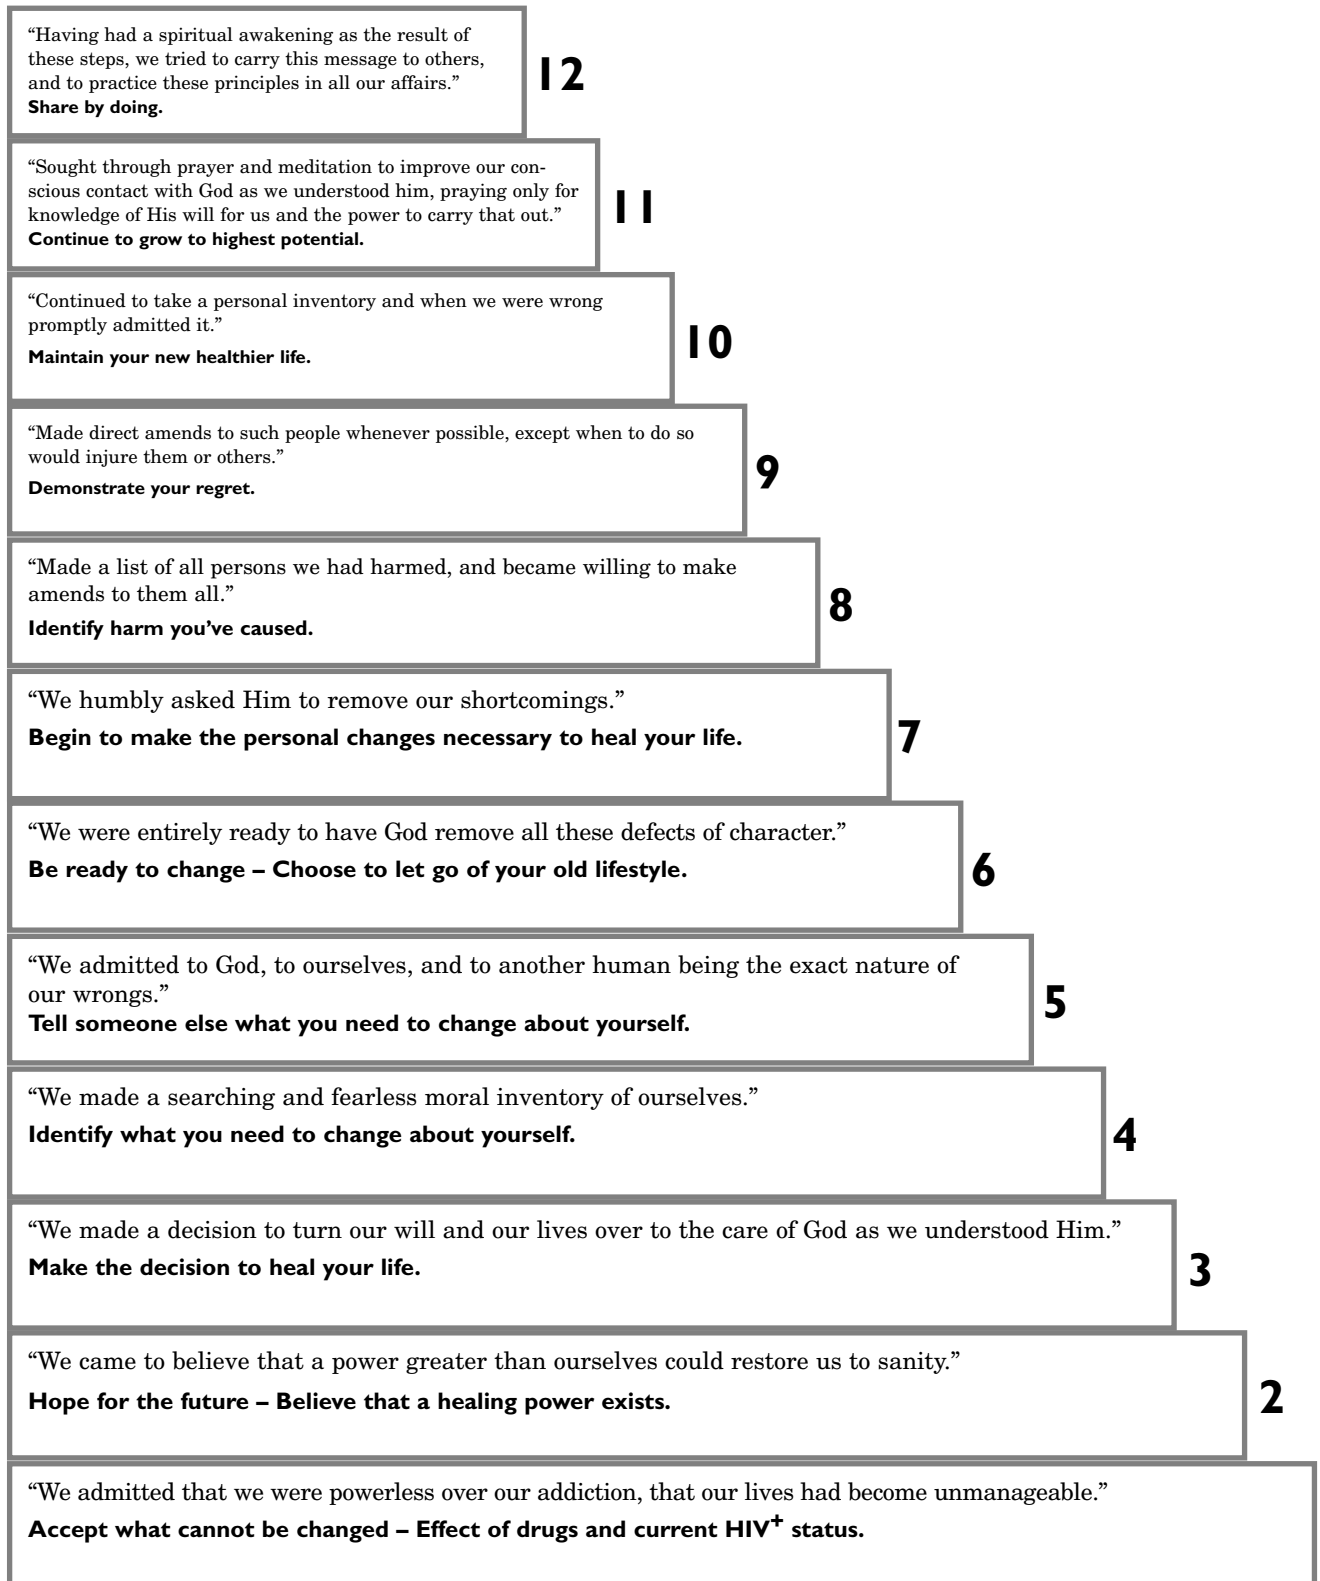 “Having had a spiritual awakening as the result of
these steps, we tried to carry this message to others,
and to practice these principles in all our affairs.”
Share by doing.
12
“Sought through prayer and meditation to improve our con-
scious contact with God as we understood him, praying only for
knowledge of His will for us and the power to carry that out.”
Continue to grow to highest potential.
11
“Continued to take a personal inventory and when we were wrong
promptly admitted it.”
Maintain your new healthier life.
10
“Made direct amends to such people whenever possible, except when to do so
would injure them or others.”
Demonstrate your regret.
9
“Made a list of all persons we had harmed, and became willing to make
amends to them all.”
Identify harm you’ve caused.
8
“We humbly asked Him to remove our shortcomings.”
Begin to make the personal changes necessary to heal your life.
7
“We were entirely ready to have God remove all these defects of character.”
Be ready to change – Choose to let go of your old lifestyle.
6
“We admitted to God, to ourselves, and to another human being the exact nature of
our wrongs.”
Tell someone else what you need to change about yourself.
5
“We made a searching and fearless moral inventory of ourselves.”
Identify what you need to change about yourself.
4
“We made a decision to turn our will and our lives over to the care of God as we understood Him.”
Make the decision to heal your life.
3
“We came to believe that a power greater than ourselves could restore us to sanity.”
Hope for the future – Believe that a healing power exists.
2
“We admitted that we were powerless over our addiction, that our lives had become unmanageable.”
Accept what cannot be changed – Effect of drugs and current HIV⁺ status.